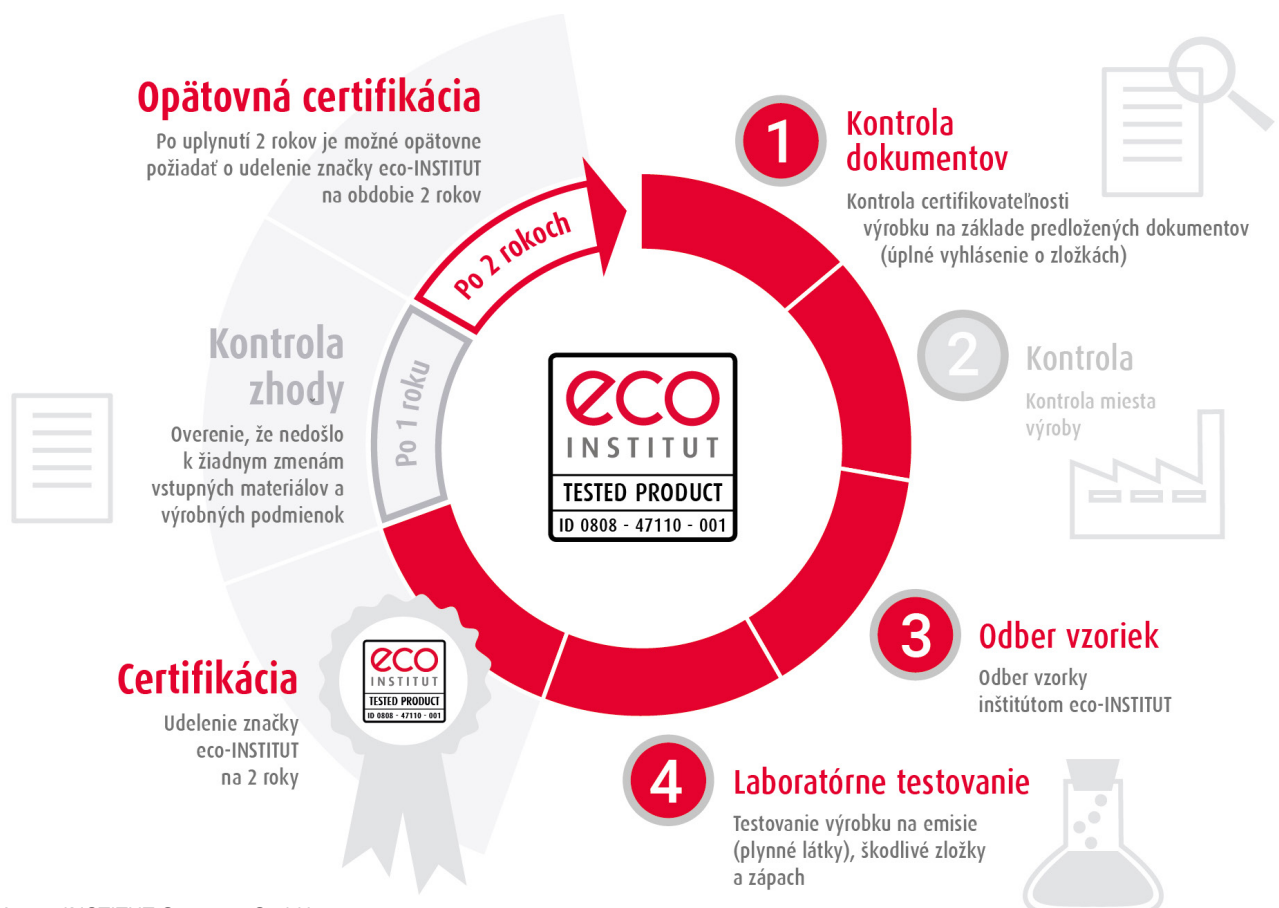 Opätovná certifikácia
Po uplynutí 2 rokov je možné opätovne
požiadať o udelenie značky eco-INSTITUT
na obdobie 2 rokov
Po 2 rokoch
1
Kontrola
dokumentov
Kontrola certifikovateľnosti
výrobku na základe predložených dokumentov
(úplné vyhlásenie o zložkách)
2
Kontrola
Kontrola miesta
výroby
Kontrola
zhody
Overenie, že nedošlo
k žiadnym zmenám
vstupných materiálov a
výrobných podmienok
Po 1 roku
eco
INSTITUT
TESTED PRODUCT
ID 0808 - 47110 - 001
3
Odber vzoriek
Odber vzorky
inštitútom eco-INSTITUT
Certifikácia
Udelenie značky
eco-INSTITUT
na 2 roky
eco
INSTITUT
TESTED PRODUCT
ID 0808 - 47110 - 001
4
Laboratórne testovanie
Testovanie výrobku na emisie
(plynné látky), škodlivé zložky
a zápach